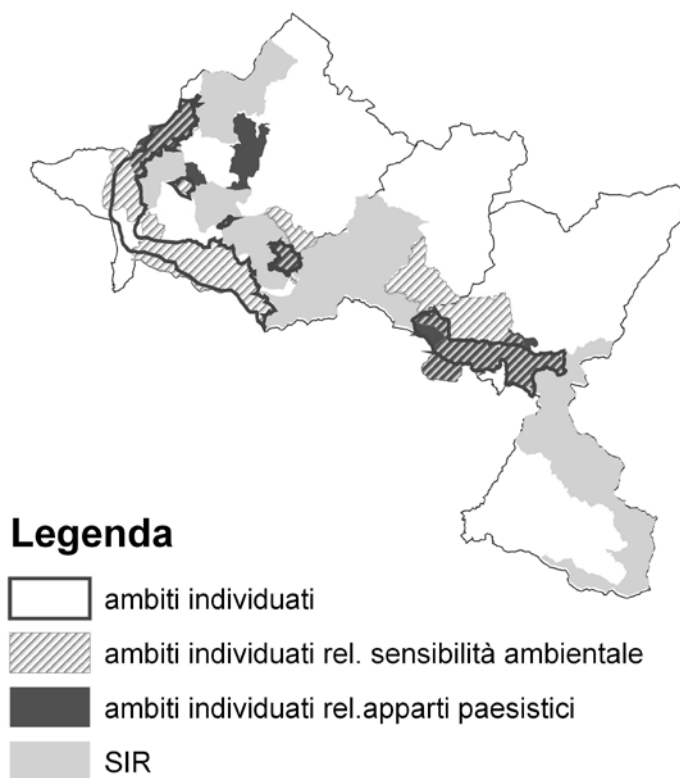 Legenda
ambiti individuati
ambiti individuati rel. sensibilità ambientale
ambiti individuati rel.apparti paesistici
SIR